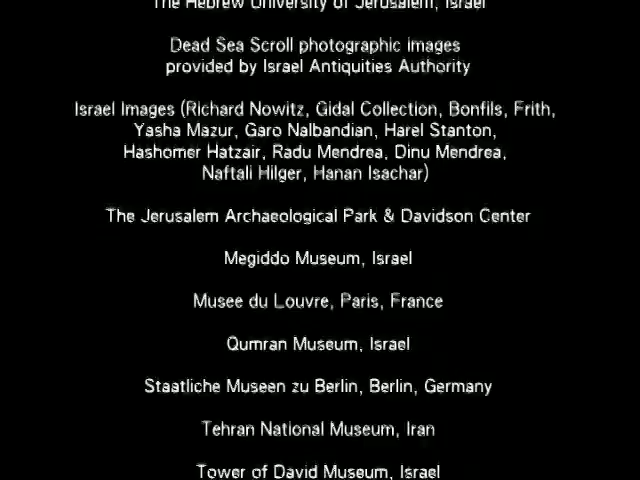 The Hebrew University of Jerusalem, Israel
Dead Sea Scroll photographic images
provided by Israel Antiquities Authority
Israel Images (Richard Nowitz, Gidal Collection, Bonfils, Frith,
Yasha Mazur, Garo Nalbandian, Harel Stanton,
Hashomer Hatzair, Radu Mendrea, Dinu Mendrea,
Naftali Hilger, Hanan Isachar)
The Jerusalem Archaeological Park & Davidson Center
Megiddo Museum, Israel
Musee du Louvre, Paris, France
Qumran Museum, Israel
Staatliche Museen zu Berlin, Berlin, Germany
Tehran National Museum, Iran
Tower of David Museum, Israel